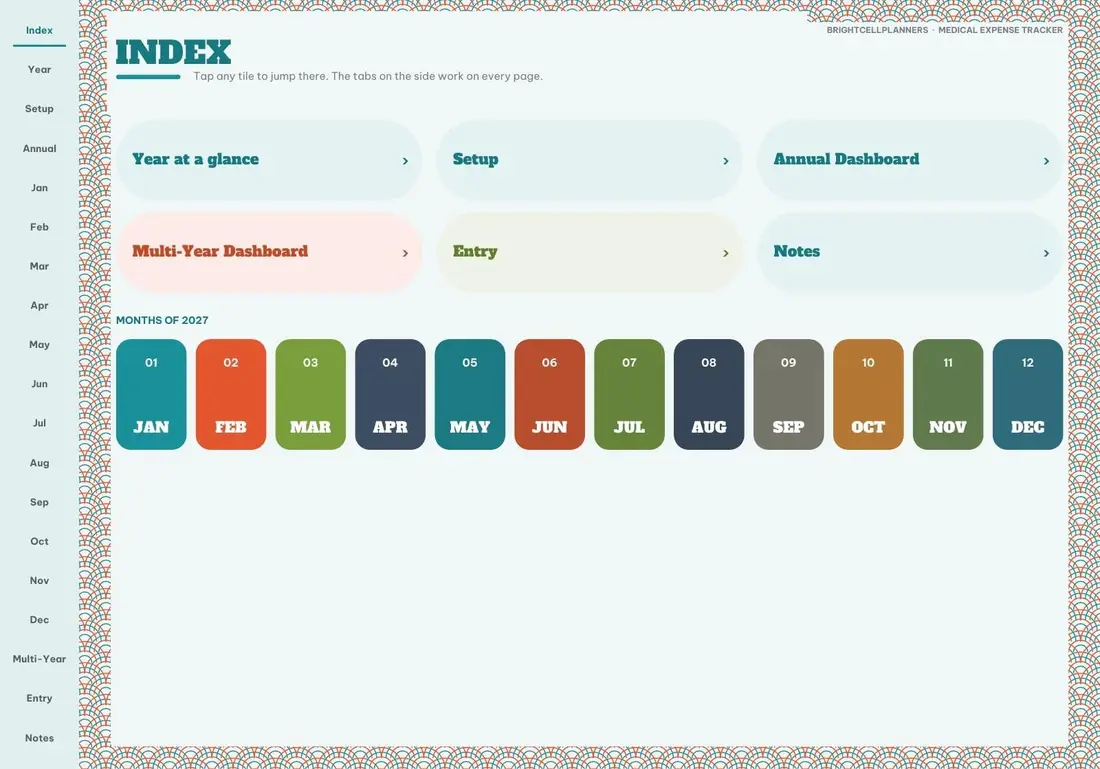 Index
Year
Setup
Annual
Jan
Feb
Mar
Apr
May
Jun
Jul
Aug
Sep
Oct
Nov
Dec
Multi-Year
Entry
Notes
BRIGHTCELLPLANNERS · MEDICAL EXPENSE TRACKER
INDEX
Tap any tile to jump there. The tabs on the side work on every page.
Year at a glance ›
Setup ›
Annual Dashboard ›
Multi-Year Dashboard ›
Entry ›
Notes ›
MONTHS OF 2027
01 02 03 04 05 06 07 08 09 10 11 12
JAN FEB MAR APR MAY JUN JUL AUG SEP OCT NOV DEC